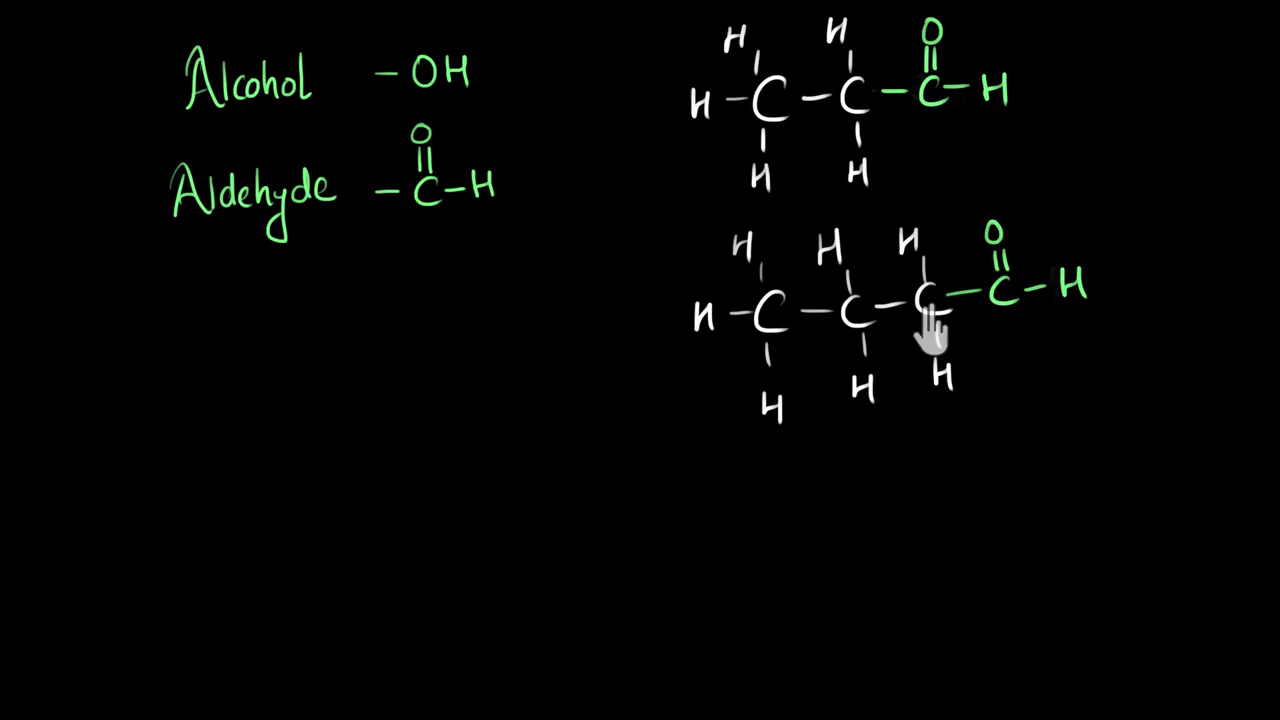 Alcohol – OH
O
||
Aldehyde – C – H
H H O
| | ||
H – C – C – C – H
| |
H H
H H H O
| | | ||
H – C – C – C – C – H
| | |
H H H